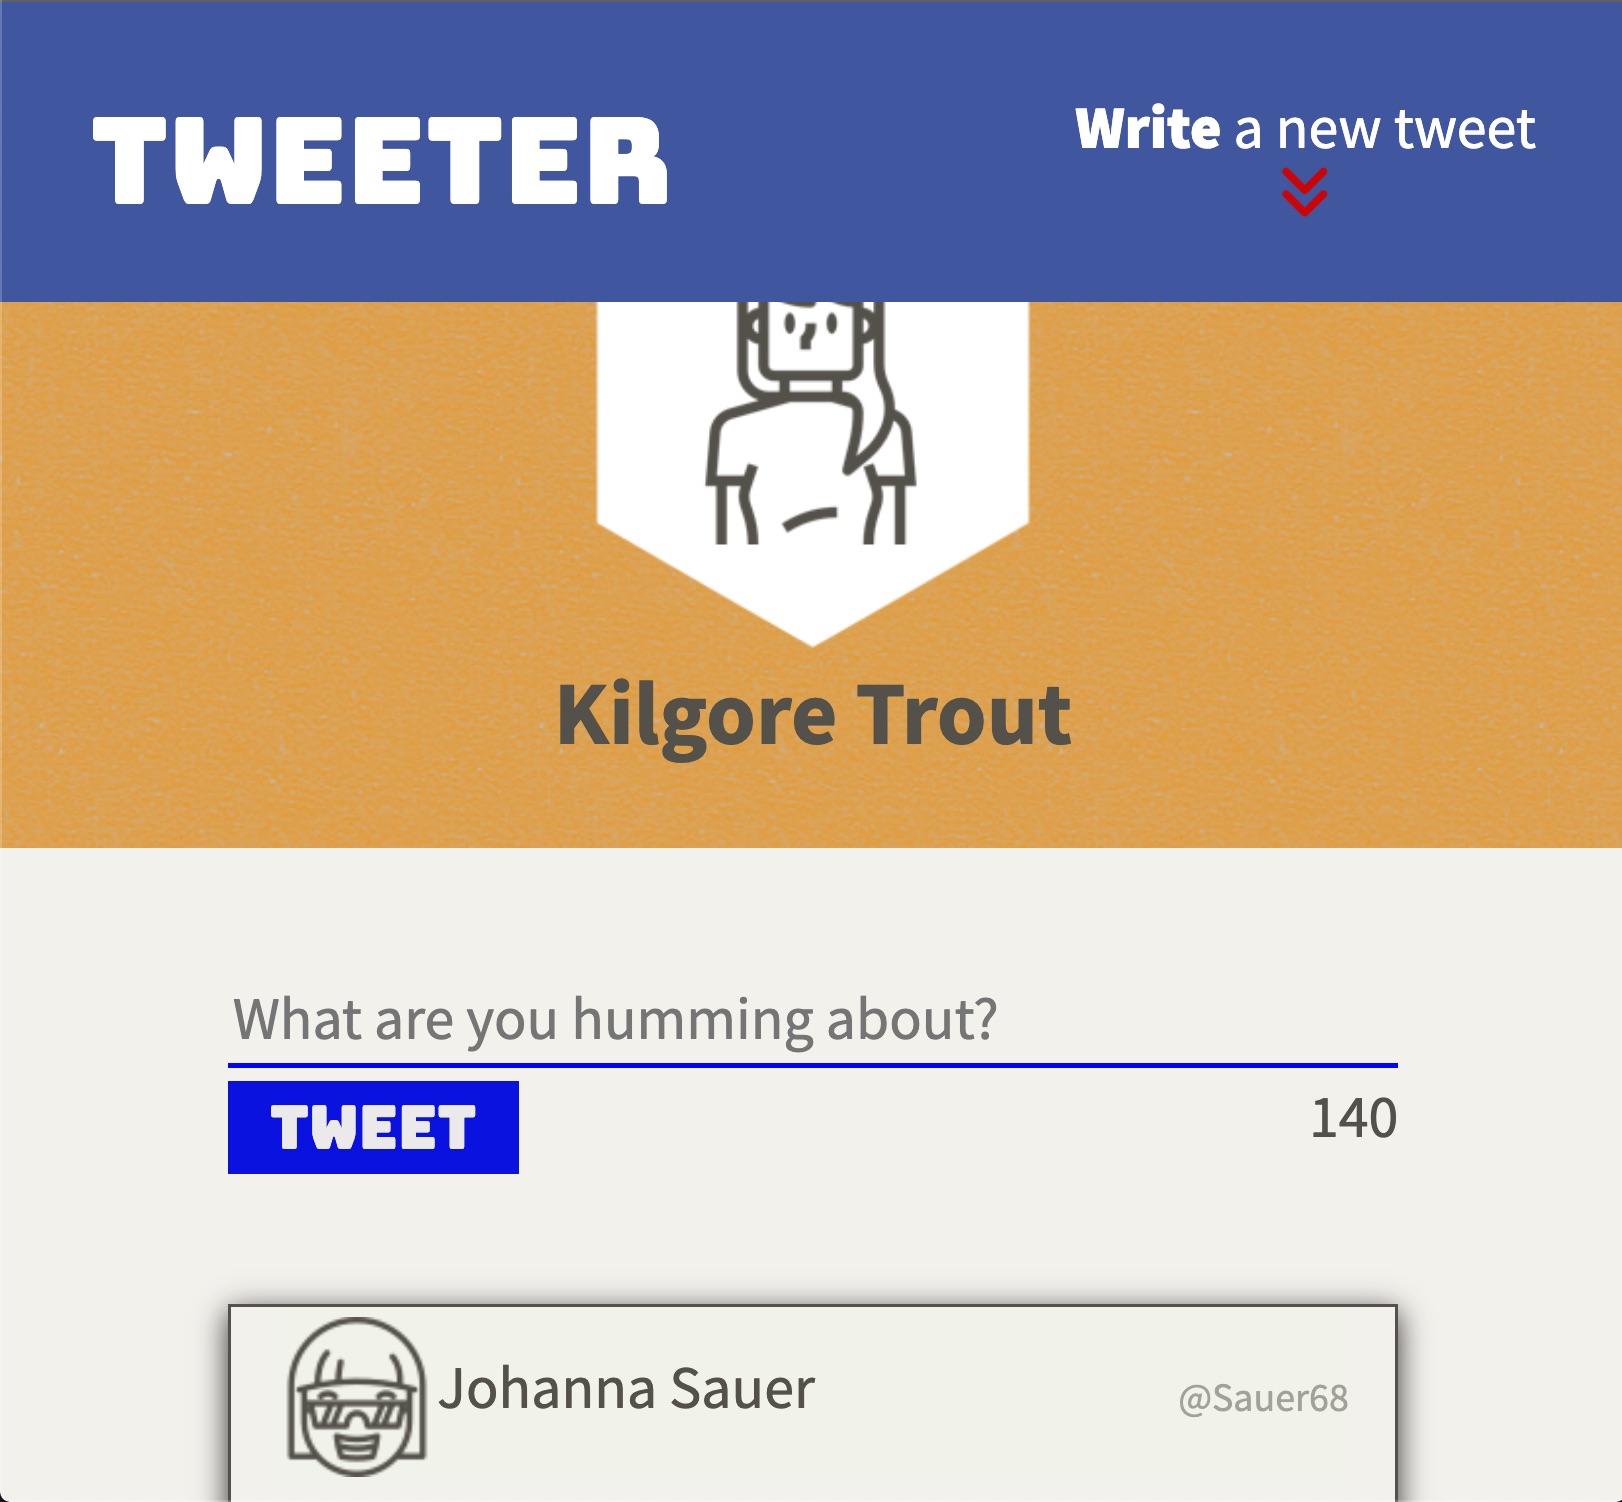 TWEETER
Write a new tweet
Kilgore Trout
What are you humming about?
TWEET
140
Johanna Sauer
@Sauer68